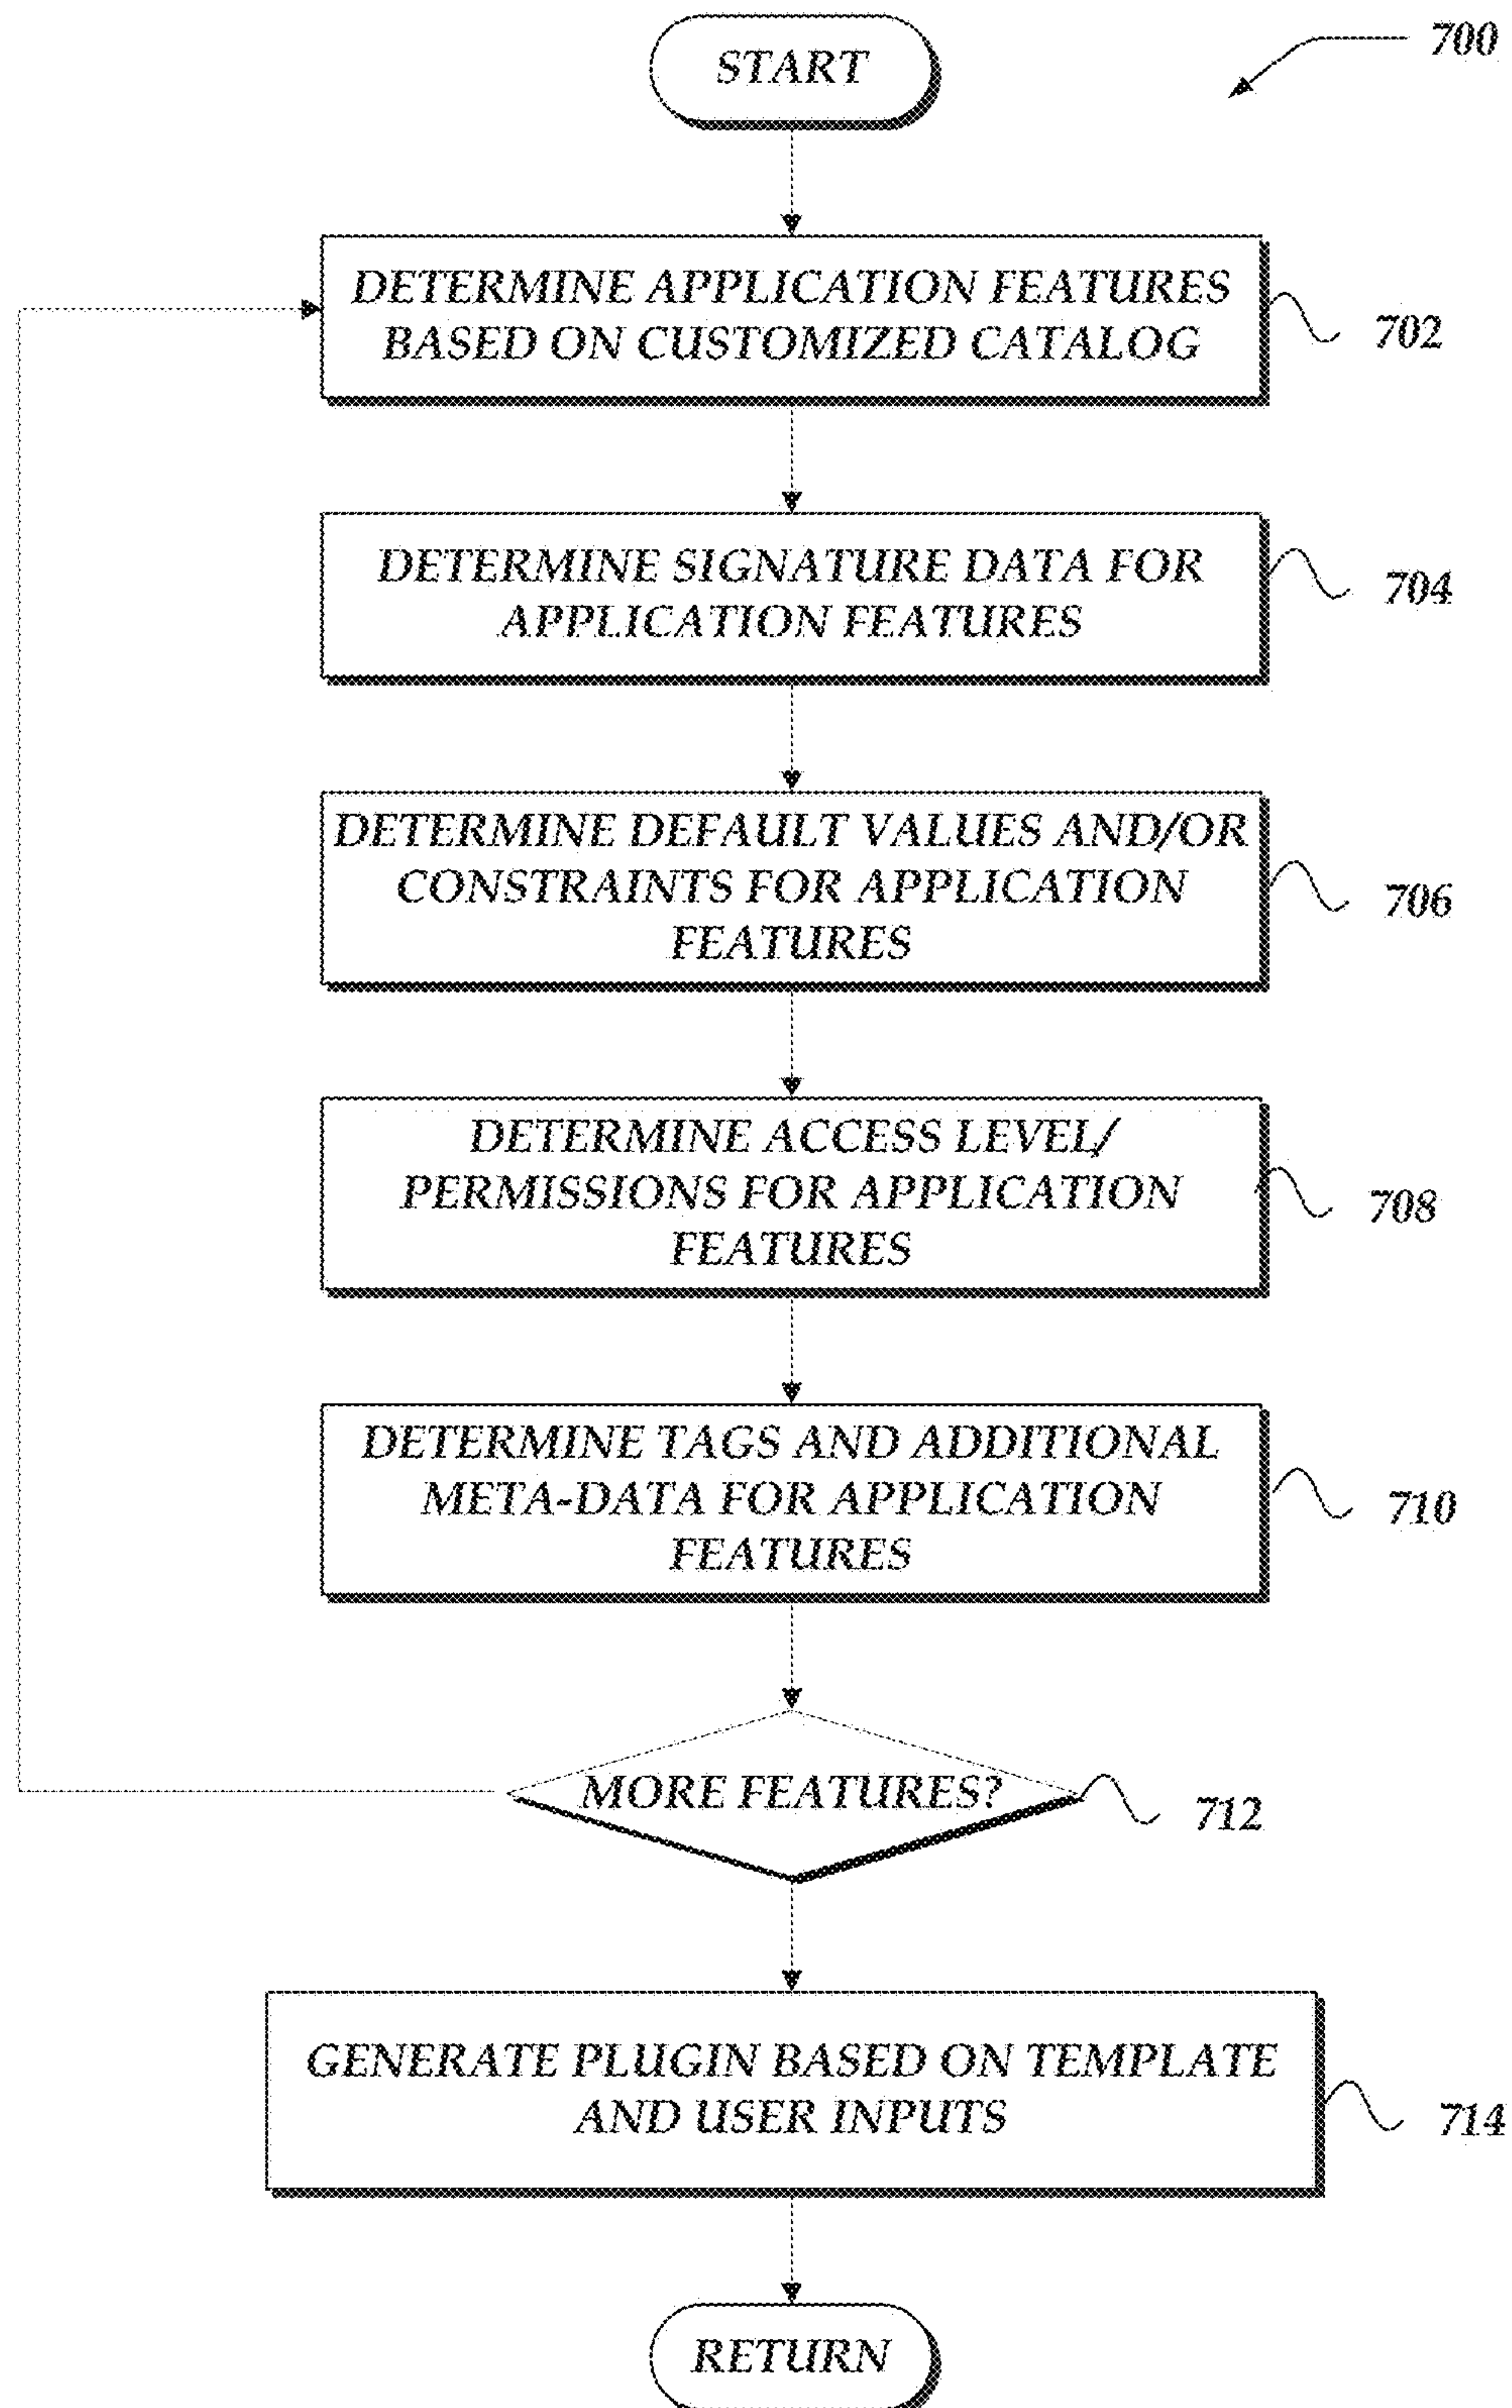 START
700
DETERMINE APPLICATION FEATURES
BASED ON CUSTOMIZED CATALOG
702
DETERMINE SIGNATURE DATA FOR
APPLICATION FEATURES
704
DETERMINE DEFAULT VALUES AND/OR
CONSTRAINTS FOR APPLICATION
FEATURES
706
DETERMINE ACCESS LEVEL/
PERMISSIONS FOR APPLICATION
FEATURES
708
DETERMINE TAGS AND ADDITIONAL
META-DATA FOR APPLICATION
FEATURES
710
MORE FEATURES?
712
GENERATE PLUGIN BASED ON TEMPLATE
AND USER INPUTS
714
RETURN